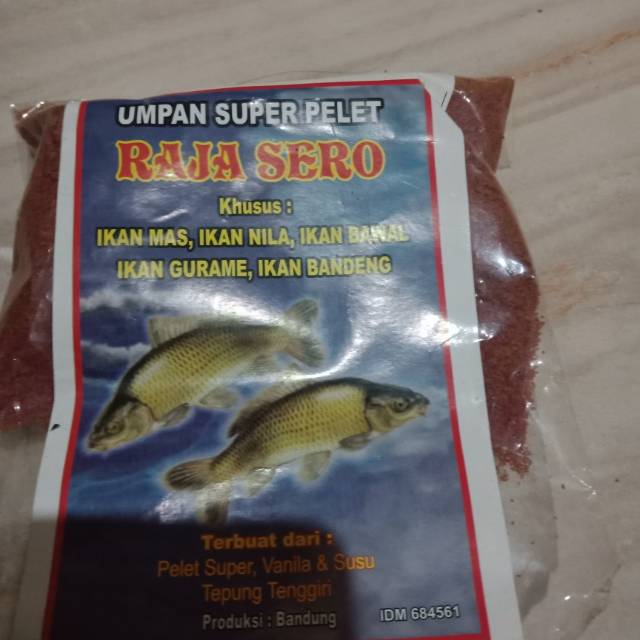 UMPAN SUPER PELET
RAJA SERO
Khusus :
IKAN MAS, IKAN NILA, IKAN BAWAL
IKAN GURAME, IKAN BANDENG
Terbuat dari :
Pelet Super, Vanila & Susu
Tepung Tenggiri
Produksi : Bandung
IDM 684561